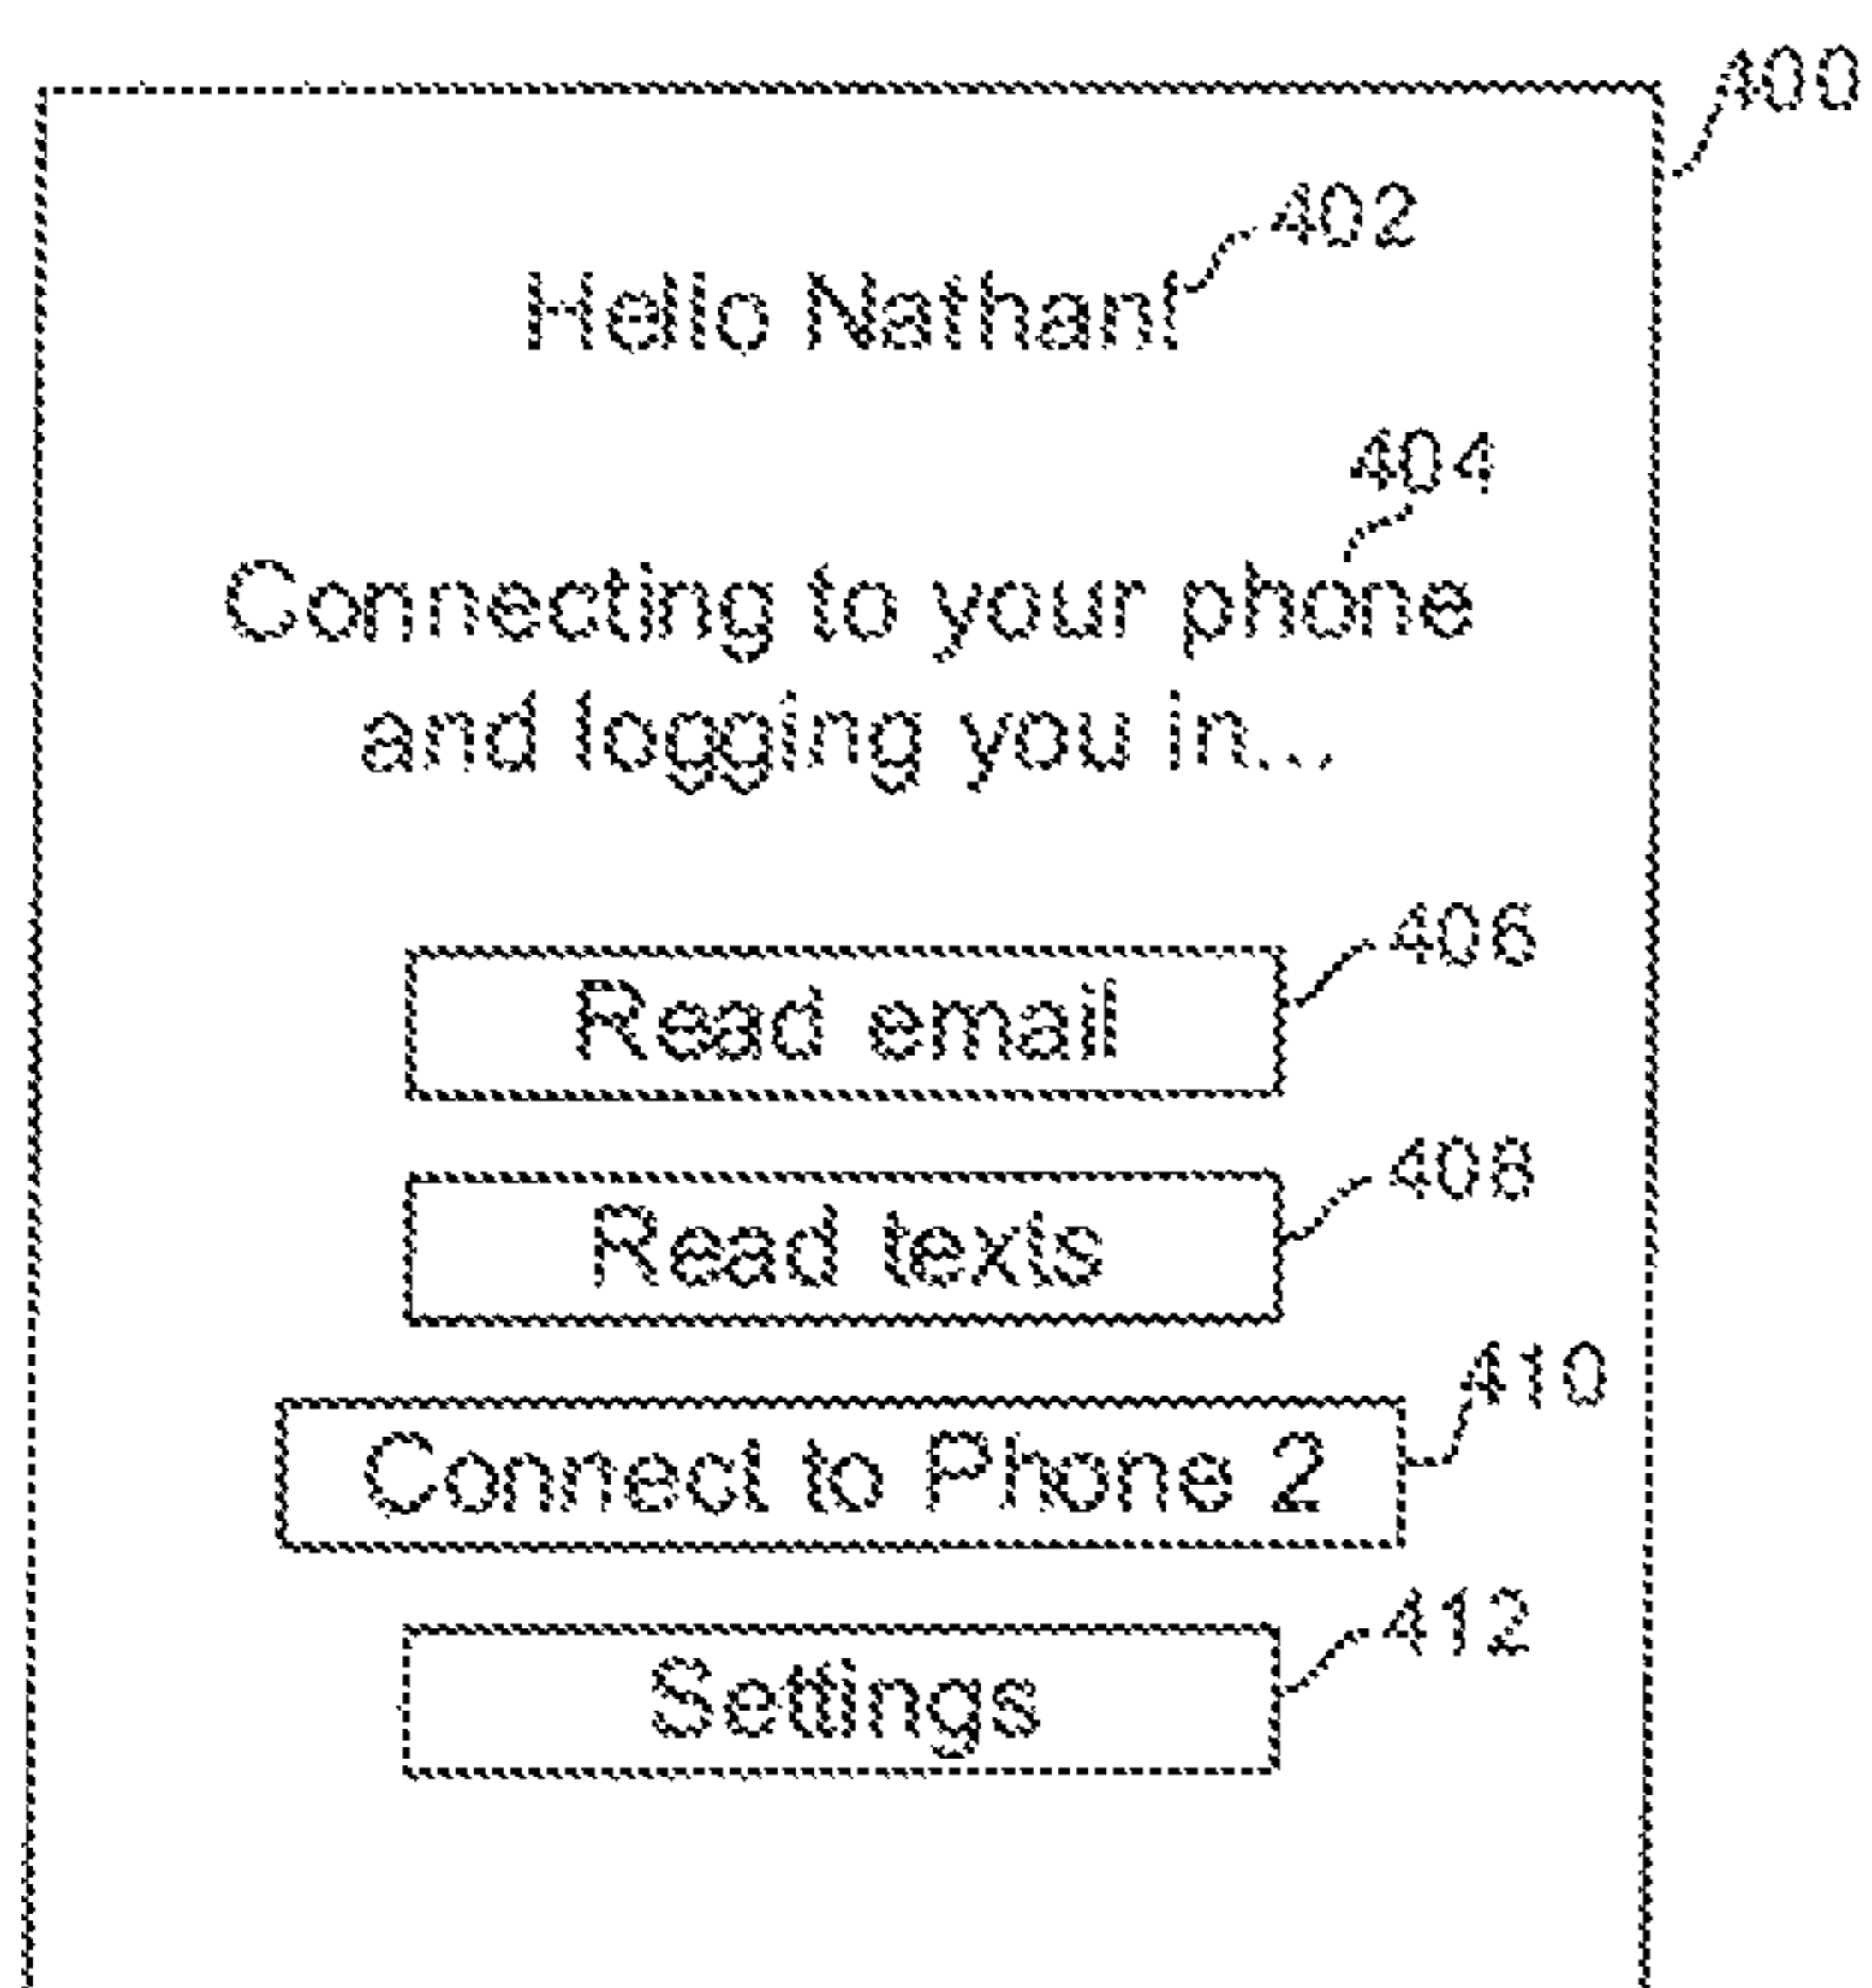 400
402
Hello Nathan!
404
Connecting to your phone
and logging you in...
406
Read email
408
Read texts
410
Connect to Phone 2
412
Settings